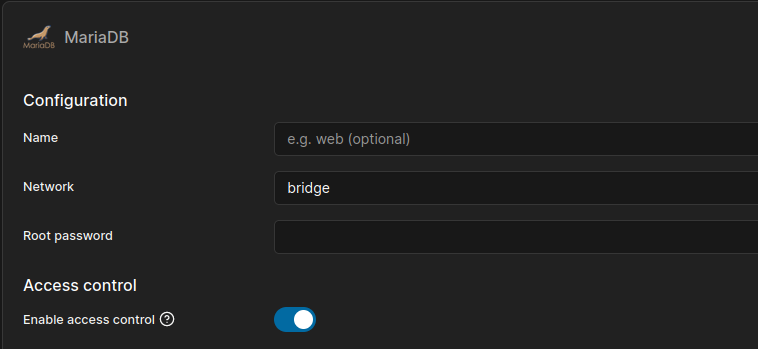 MariaDB
MariaDB
Configuration
Name
e.g. web (optional)
Network
bridge
Root password
Access control
Enable access control ?